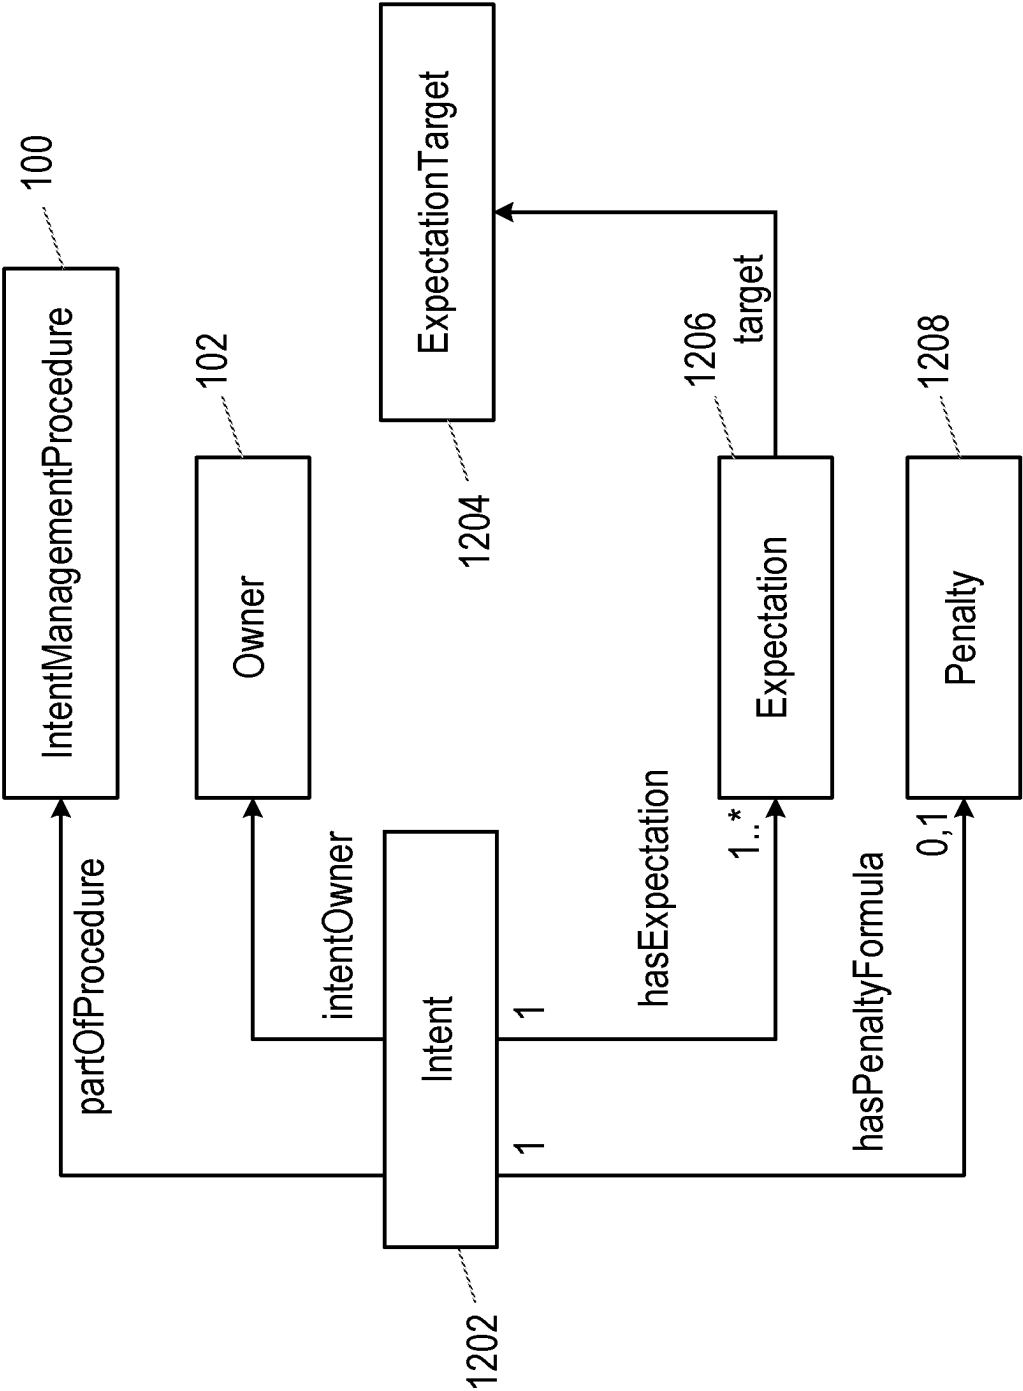 IntentManagementProcedure
100
partOfProcedure
Owner
102
intentOwner
Intent
1202
ExpectationTarget
1204
1
hasExpectation
1..*
Expectation
1206
target
1
hasPenaltyFormula
0,1
Penalty
1208